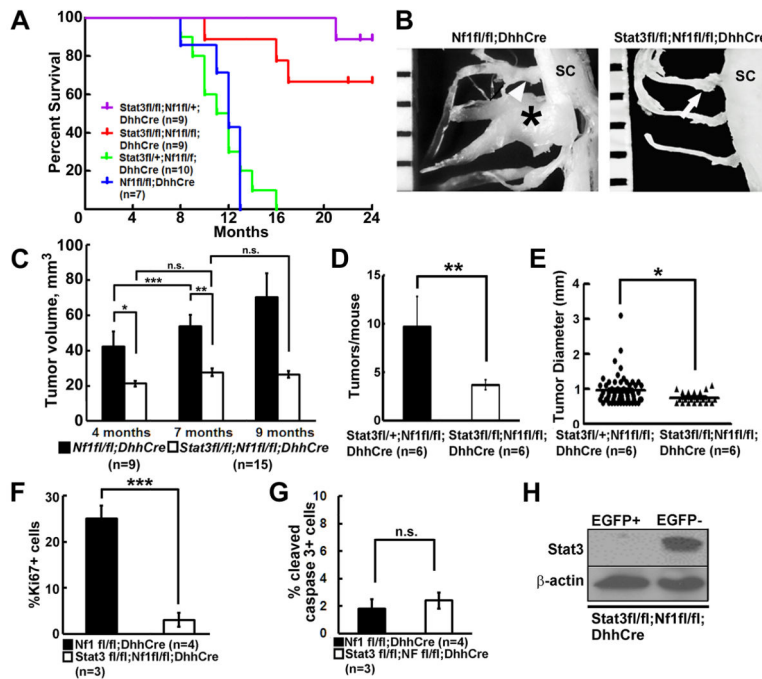 A
Percent Survival
100
80
60
40
20
0
4
8
12
16
20
24
Months
Stat3fl/fl;Nf1fl/+;
DhhCre (n=9)
Stat3fl/fl;Nf1fl/fl;
DhhCre (n=9)
Stat3fl/+;Nf1fl/f;
DhhCre (n=10)
Nf1fl/fl;DhhCre
(n=7)
B
Nf1fl/fl;DhhCre
SC
*
Stat3fl/fl;Nf1fl/fl;DhhCre
SC
C
Tumor volume, mm3
100
80
60
40
20
0
n.s.
n.s.
***
*
**
4 months
7 months
9 months
Nf1fl/fl;DhhCre
(n=9)
Stat3fl/fl;Nf1fl/fl;DhhCre
(n=15)
D
Tumors/mouse
15
10
5
0
**
Stat3fl/+;Nf1fl/fl;
DhhCre (n=6)
Stat3fl/fl;Nf1fl/fl;
DhhCre (n=6)
E
Tumor Diameter (mm)
4
3
2
1
0
*
Stat3fl/+;Nf1fl/fl;
DhhCre (n=6)
Stat3fl/fl;Nf1fl/fl;
DhhCre (n=6)
F
%Ki67+ cells
30
20
10
0
***
Nf1 fl/fl;DhhCre (n=4)
Stat3 fl/fl;Nf1fl/fl;DhhCre
(n=3)
G
% cleaved
caspase 3+ cells
10
8
6
4
2
0
n.s.
Nf1 fl/fl;DhhCre (n=4)
Stat3 fl/fl;NF fl/fl;DhhCre
(n=3)
H
EGFP+ EGFP-
Stat3
β-actin
Stat3fl/fl;Nf1fl/fl;
DhhCre